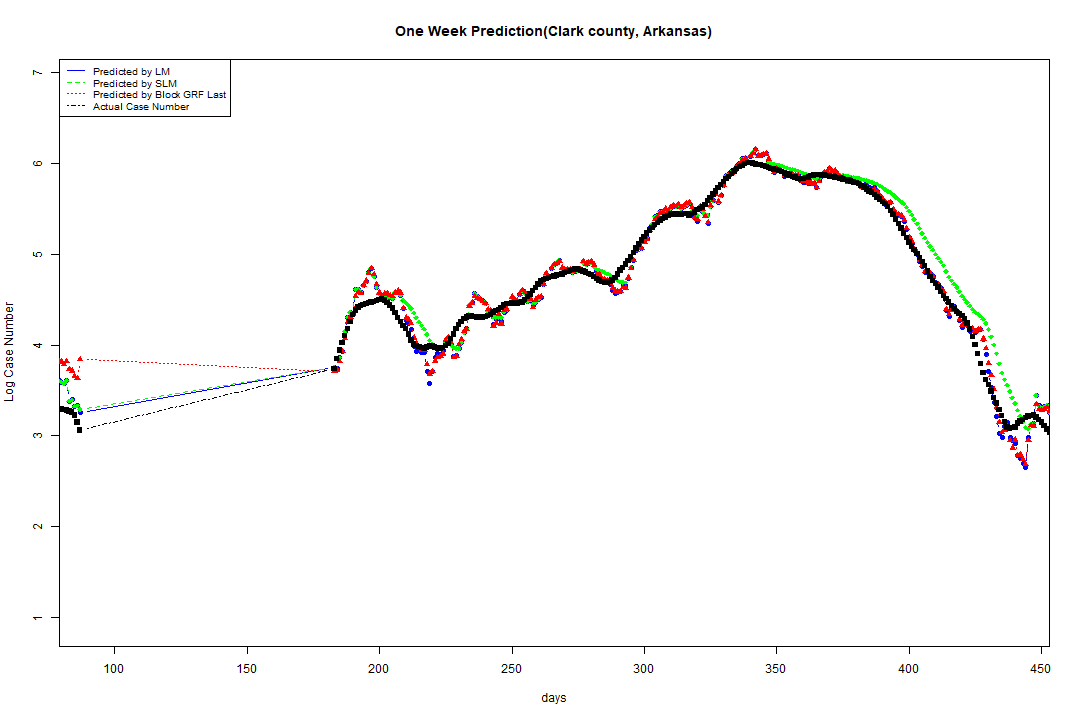 One Week Prediction(Clark county, Arkansas)
Predicted by LM
Predicted by SLM
Predicted by Block GRF Last
Actual Case Number
7
6
5
4
3
2
1
Log Case Number
100 150 200 250 300 350 400 450
days